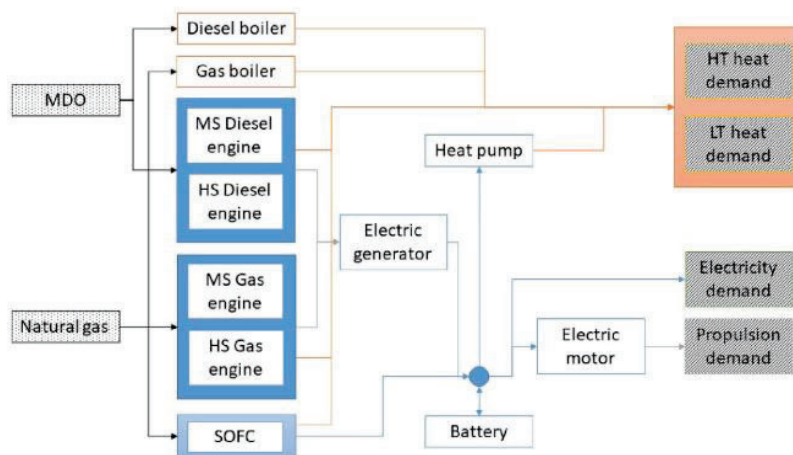 Diesel boiler
Gas boiler
MDO
MS Diesel
engine
HS Diesel
engine
MS Gas
engine
Natural gas
HS Gas
engine
SOFC
Electric
generator
Heat pump
Battery
Electric
motor
HT heat
demand
LT heat
demand
Electricity
demand
Propulsion
demand